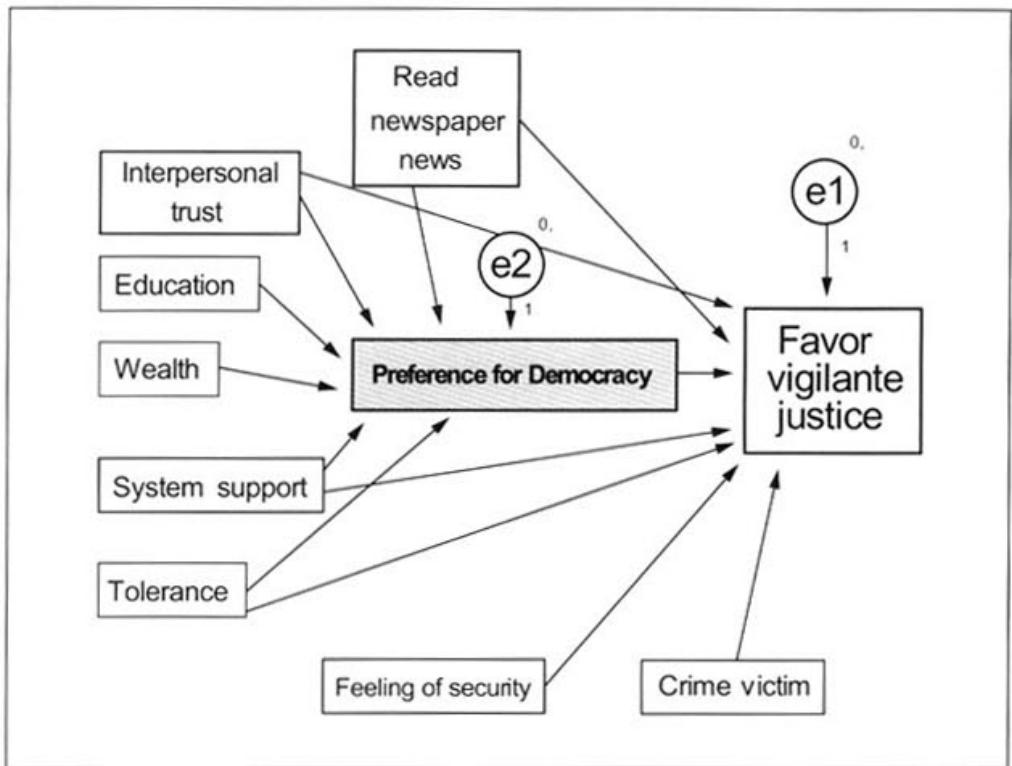 Read
newspaper
news
0,
Interpersonal
trust
e1
0,
e2
1
Education
1
Favor
vigilante
justice
Wealth
Preference for Democracy
System support
Tolerance
Feeling of security
Crime victim